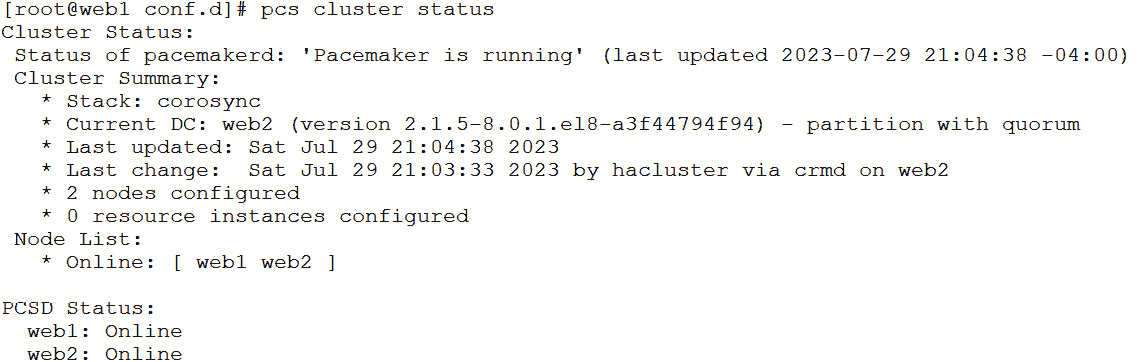 [root@web1 conf.d]# pcs cluster status
Cluster Status:
 Status of pacemakerd: 'Pacemaker is running' (last updated 2023-07-29 21:04:38 -04:00)
 Cluster Summary:
   * Stack: corosync
   * Current DC: web2 (version 2.1.5-8.0.1.el8-a3f44794f94) - partition with quorum
   * Last updated: Sat Jul 29 21:04:38 2023
   * Last change:  Sat Jul 29 21:03:33 2023 by hacluster via crmd on web2
   * 2 nodes configured
   * 0 resource instances configured
 Node List:
   * Online: [ web1 web2 ]

PCSD Status:
  web1: Online
  web2: Online